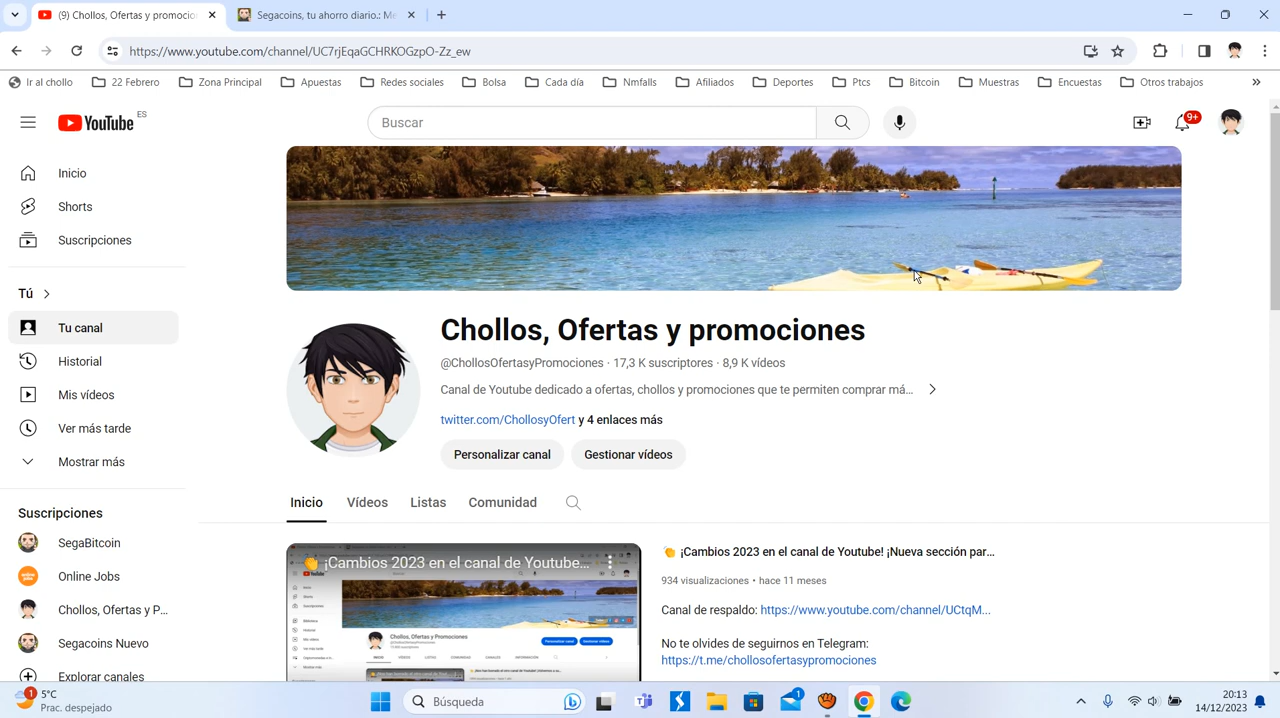 (9) Chollos, Ofertas y promocio
Segacoins, tu ahorro diario.: Me
https://www.youtube.com/channel/UC7rjEqaGCHRKOGzpO-Zz_ew
Ir al chollo 22 Febrero Zona Principal Apuestas Redes sociales Bolsa Cada día Nmfalls Afiliados Deportes Ptcs Bitcoin Muestras Encuestas Otros trabajos »
YouTube ES
Buscar
9+
Inicio
Shorts
Suscripciones
Tú
Tu canal
Historial
Mis vídeos
Ver más tarde
Mostrar más
Suscripciones
SegaBitcoin
Online Jobs
Chollos, Ofertas y P...
Chollos, Ofertas y promociones
@ChollosOfertasyPromociones · 17,3 K suscriptores · 8,9 K vídeos
Canal de Youtube dedicado a ofertas, chollos y promociones que te permiten comprar má...
twitter.com/ChollosyOfert y 4 enlaces más
Personalizar canal Gestionar vídeos
Inicio Vídeos Listas Comunidad
👏 ¡Cambios 2023 en el canal de Youtube...
Chollos, Ofertas y Promociones
👏 ¡Cambios 2023 en el canal de Youtube! ¡Nueva sección par...
934 visualizaciones • hace 11 meses
Canal de respaldo: https://www.youtube.com/channel/UCtqM...
no te olvides de seguirnos en Telegram:
https://t.me/chollosofertasypromociones
1
5°C
Prac. despejado
Búsqueda
1
20:13
14/12/2023